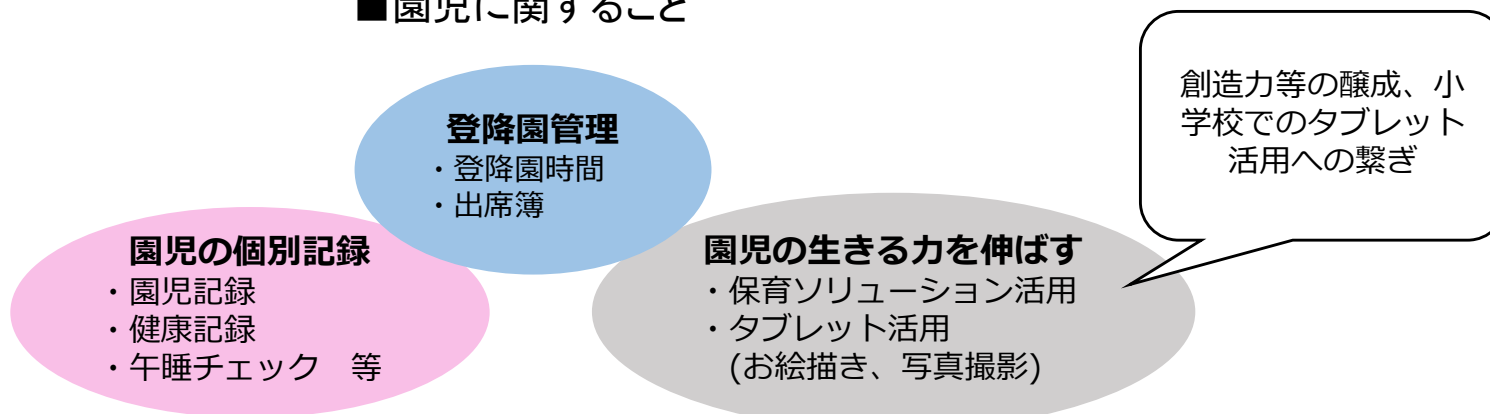 ■園児に関すること
登降園管理
・登降園時間
・出席簿
園児の個別記録
・園児記録
・健康記録
・午睡チェック　等
園児の生きる力を伸ばす
・保育ソリューション活用
・タブレット活用
(お絵描き、写真撮影)
創造力等の醸成、小
学校でのタブレット
活用への繋ぎ